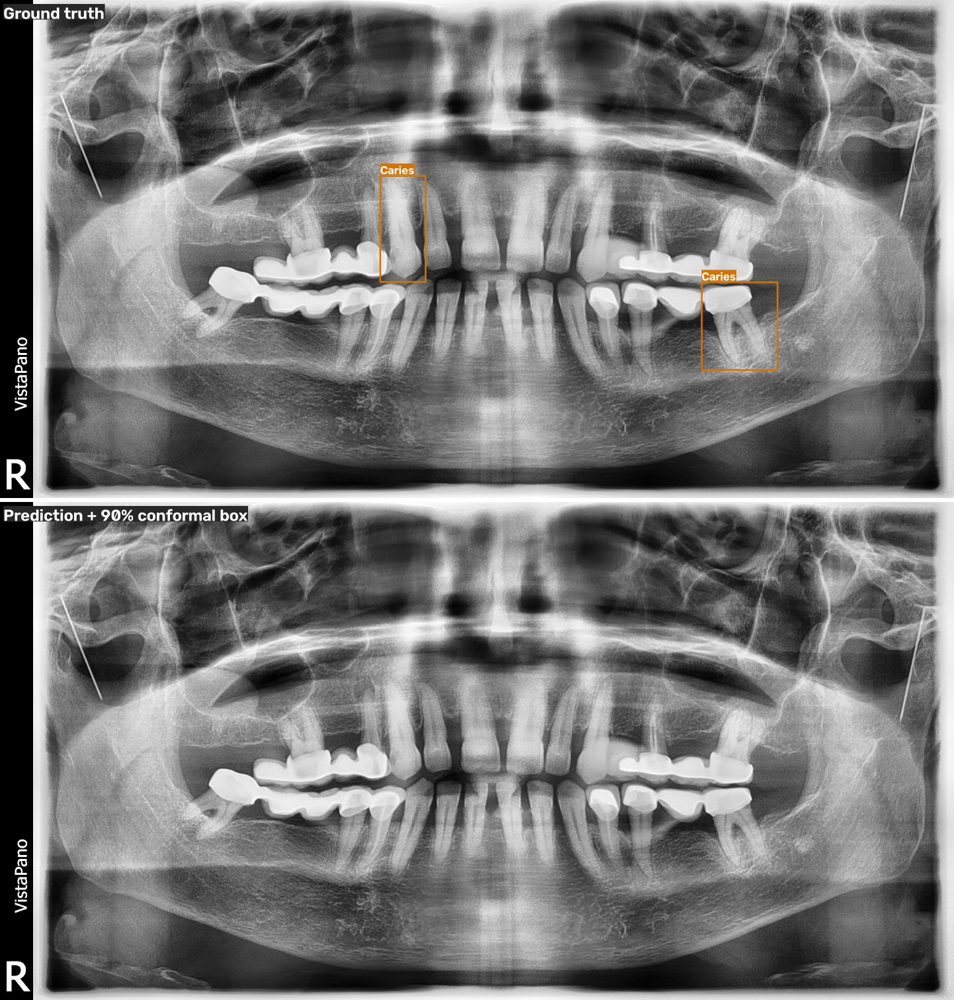 Ground truth
Caries
Caries
VistaPano
R
Prediction + 90% conformal box
VistaPano
R